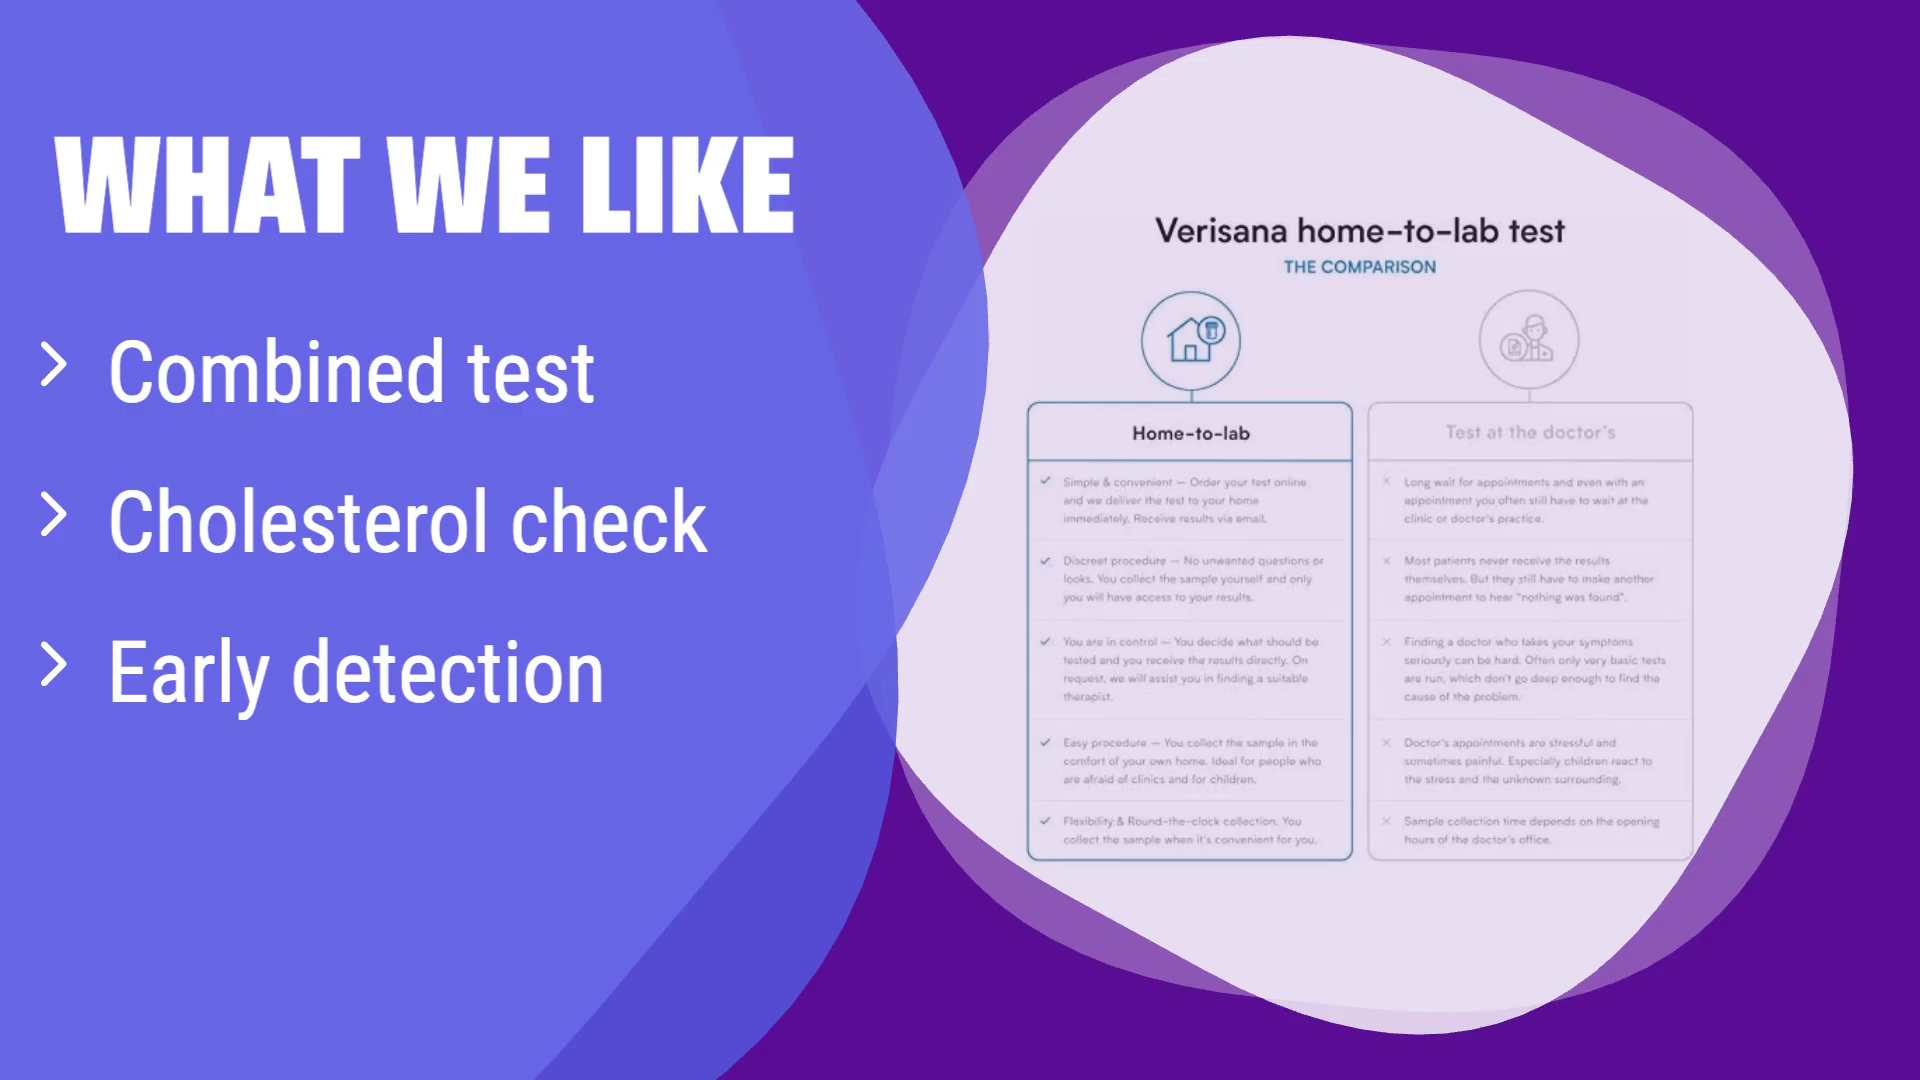 WHAT WE LIKE
Combined test
Cholesterol check
Early detection
Verisana home-to-lab test
THE COMPARISON
Home-to-lab
Simple & convenient — Order your test online
and we deliver the test to your home
immediately. Receive results via email.
Discreet procedure — No unwanted questions or
looks. You collect the sample yourself and only
you will have access to your results.
You are in control — You decide what should be
tested and you receive the results directly. On
request, we will assist you in finding a suitable
therapist.
Easy procedure — You collect the sample in the
comfort of your own home. Ideal for people who
are afraid of clinics and for children.
Flexibility & Round-the-clock collection. You
collect the sample when it's convenient for you.
Test at the doctor's
Long wait for appointments and even with an
appointment you often still have to wait at the
clinic or doctor's practice.
Most patients never receive the results
themselves. But they still have to make another
appointment to hear "nothing was found".
Finding a doctor who takes your symptoms
seriously can be hard. Often only very basic tests
are run, which don't go deep enough to find the
cause of the problem.
Doctor's appointments are stressful and
sometimes painful. Especially children react to
the stress and the unknown surrounding.
Sample collection time depends on the opening
hours of the doctor's office.